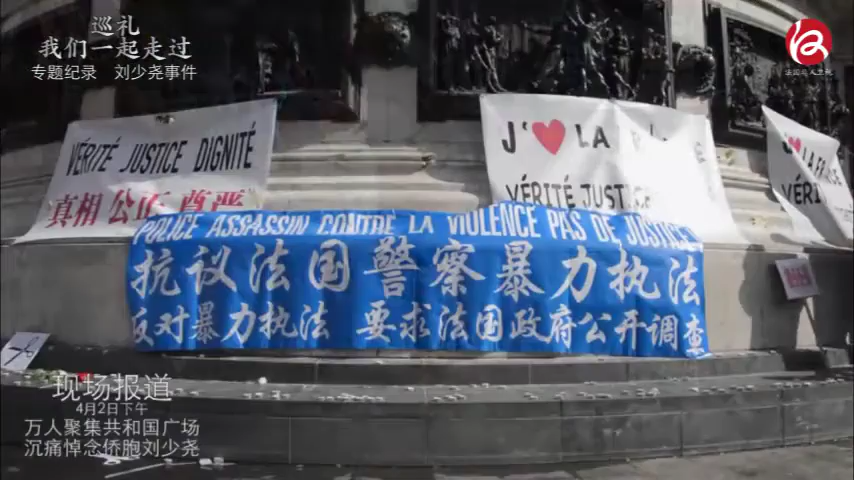 巡礼
我们一起走过
专题纪录 刘少尧事件
VÉRITÉ JUSTICE DIGNITÉ
真相 公正 尊严
J'❤ LA
VÉRITÉ JUSTI
J'❤ LA FRANCE
VÉRI
POLICE ASSASSIN CONTRE LA VIOLENCE PAS DE JUSTICE
抗议法国警察暴力执法
反对暴力执法 要求法国政府公开调查
现场报道
4月2日下午
万人聚集共和国广场
沉痛悼念侨胞刘少尧